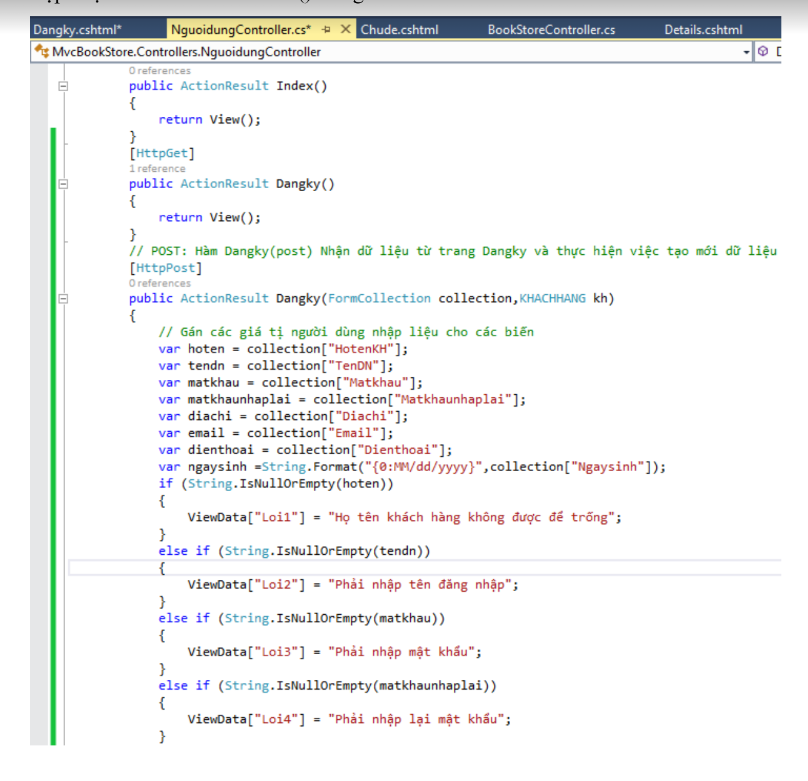 Dangky.cshtml* NguoidungController.cs* Chude.cshtml BookStoreController.cs Details.cshtml
MvcBookStore.Controllers.NguoidungController
0 references
public ActionResult Index()
{
return View();
}
[HttpGet]
1 reference
public ActionResult Dangky()
{
return View();
}
// POST: Hàm Dangky(post) Nhận dữ liệu từ trang Dangky và thực hiện việc tạo mới dữ liệu
[HttpPost]
0 references
public ActionResult Dangky(FormCollection collection,KHACHHANG kh)
{
// Gán các giá tị người dùng nhập liệu cho các biến
var hoten = collection["HotenKH"];
var tendn = collection["TenDN"];
var matkhau = collection["Matkhau"];
var matkhaunhaplai = collection["Matkhaunhaplai"];
var diachi = collection["Diachi"];
var email = collection["Email"];
var dienthoai = collection["Dienthoai"];
var ngaysinh =String.Format("{0:MM/dd/yyyy}",collection["Ngaysinh"]);
if (String.IsNullOrEmpty(hoten))
{
ViewData["Loi1"] = "Họ tên khách hàng không được để trống";
}
else if (String.IsNullOrEmpty(tendn))
{
ViewData["Loi2"] = "Phải nhập tên đăng nhập";
}
else if (String.IsNullOrEmpty(matkhau))
{
ViewData["Loi3"] = "Phải nhập mật khẩu";
}
else if (String.IsNullOrEmpty(matkhaunhaplai))
{
ViewData["Loi4"] = "Phải nhập lại mật khẩu";
}